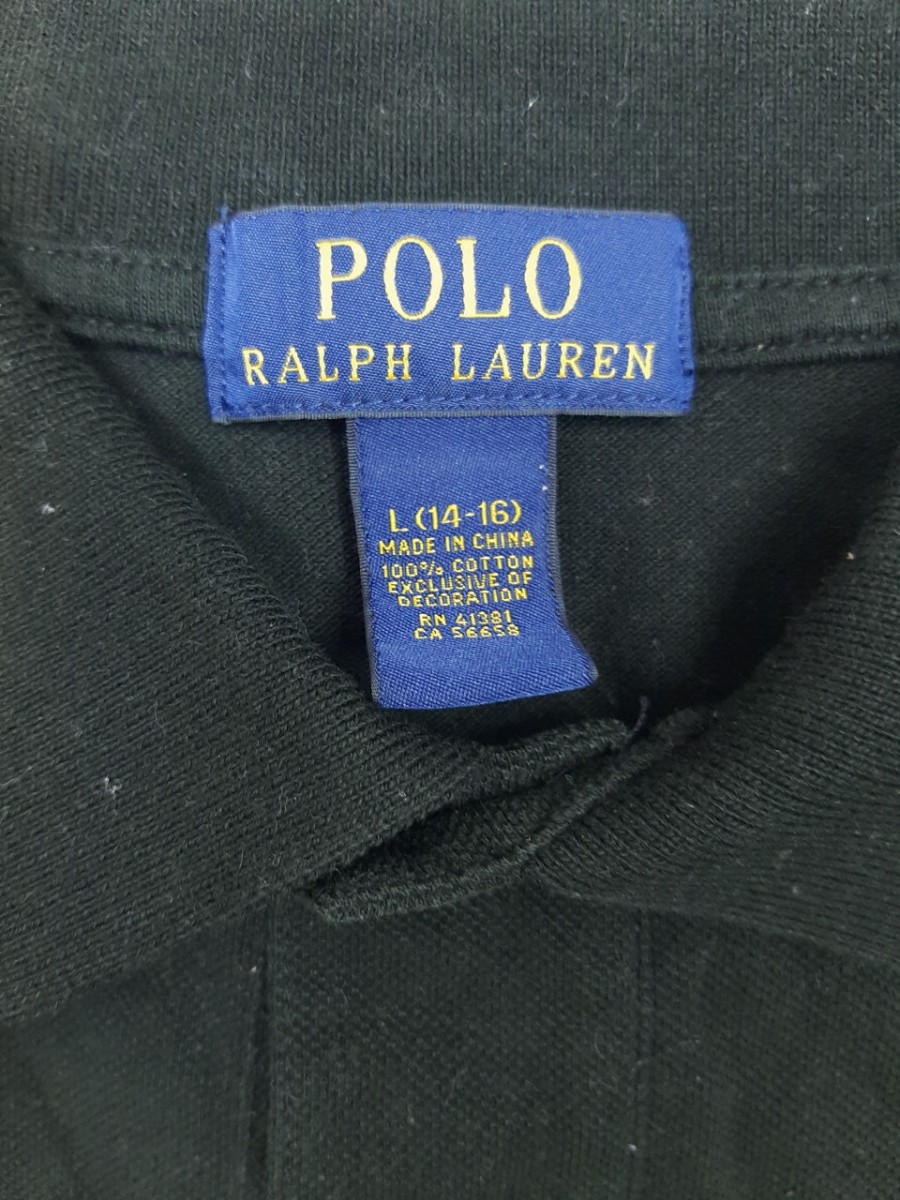 POLO
RALPH LAUREN
L (14-16)
MADE IN CHINA
100% COTTON
EXCLUSIVE OF
DECORATION
RN 41381
CA 56658